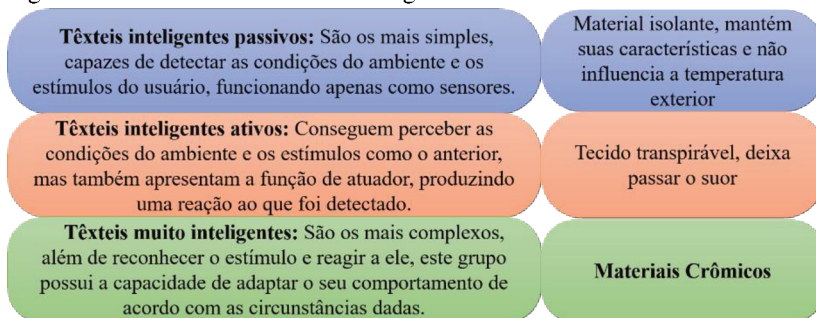 Têxteis inteligentes passivos: São os mais simples,
capazes de detectar as condições do ambiente e os
estímulos do usuário, funcionando apenas como sensores.
Material isolante, mantém
suas características e não
influencia a temperatura
exterior
Têxteis inteligentes ativos: Conseguem perceber as
condições do ambiente e os estímulos como o anterior,
mas também apresentam a função de atuador, produzindo
uma reação ao que foi detectado.
Tecido transpirável, deixa
passar o suor
Têxteis muito inteligentes: São os mais complexos,
além de reconhecer o estímulo e reagir a ele, este grupo
possui a capacidade de adaptar o seu comportamento de
acordo com as circunstâncias dadas.
Materiais Crômicos